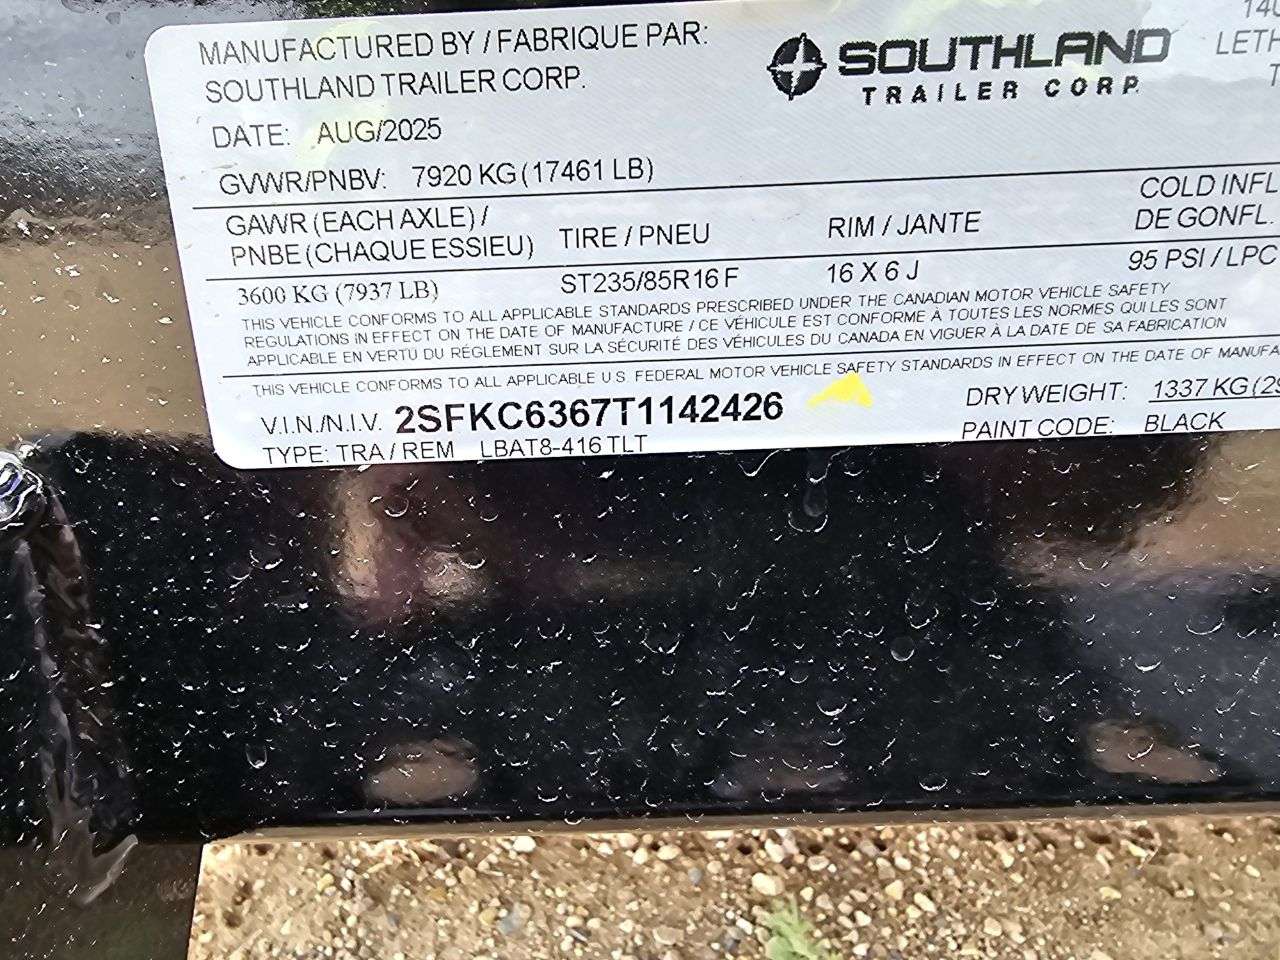 MANUFACTURED BY / FABRIQUE PAR:
SOUTHLAND TRAILER CORP.
SOUTHLAND
TRAILER CORP.
DATE: AUG/2025
GVWR/PNBV: 7920 KG (17461 LB)
GAWR (EACH AXLE) /
PNBE (CHAQUE ESSIEU)
TIRE / PNEU
RIM / JANTE
COLD INFL
DE GONFL.
3600 KG (7937 LB)
ST235/85R16 F
16 X 6 J
95 PSI / LPC
THIS VEHICLE CONFORMS TO ALL APPLICABLE STANDARDS PRESCRIBED UNDER THE CANADIAN MOTOR VEHICLE SAFETY
REGULATIONS IN EFFECT ON THE DATE OF MANUFACTURE / CE VÉHICULE EST CONFORME À TOUTES LES NORMES QUI LES SONT
APPLICABLE EN VERTU DU RÉGLEMENT SUR LA SÉCURITÉ DES VÉHICULES DU CANADA EN VIGUER À LA DATE DE SA FABRICATION
THIS VEHICLE CONFORMS TO ALL APPLICABLE U.S. FEDERAL MOTOR VEHICLE SAFETY STANDARDS IN EFFECT ON THE DATE OF MANUFA
V.I.N./N.I.V. 2SFKC6367T1142426
DRY WEIGHT: 1337 KG
TYPE: TRA / REM LBAT8-416 TLT
PAINT CODE: BLACK